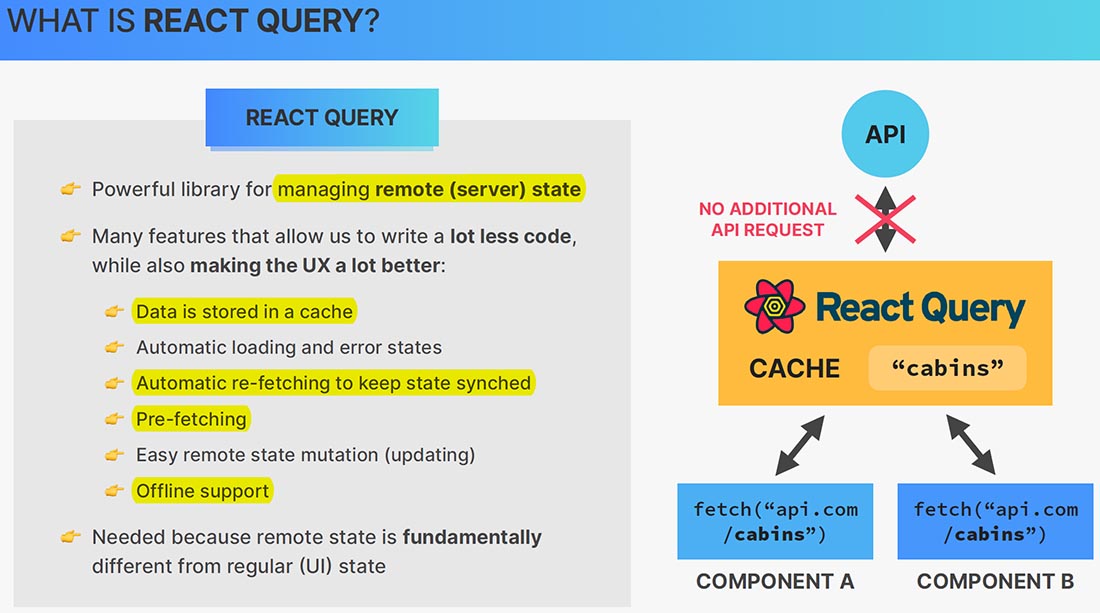 WHAT IS REACT QUERY?
REACT QUERY
Powerful library for managing remote (server) state
Many features that allow us to write a lot less code,
while also making the UX a lot better:
Data is stored in a cache
Automatic loading and error states
Automatic re-fetching to keep state synched
Pre-fetching
Easy remote state mutation (updating)
Offline support
Needed because remote state is fundamentally
different from regular (UI) state
API
NO ADDITIONAL
API REQUEST
React Query
CACHE “cabins”
fetch(“api.com
/cabins”)
COMPONENT A
fetch(“api.com
/cabins”)
COMPONENT B